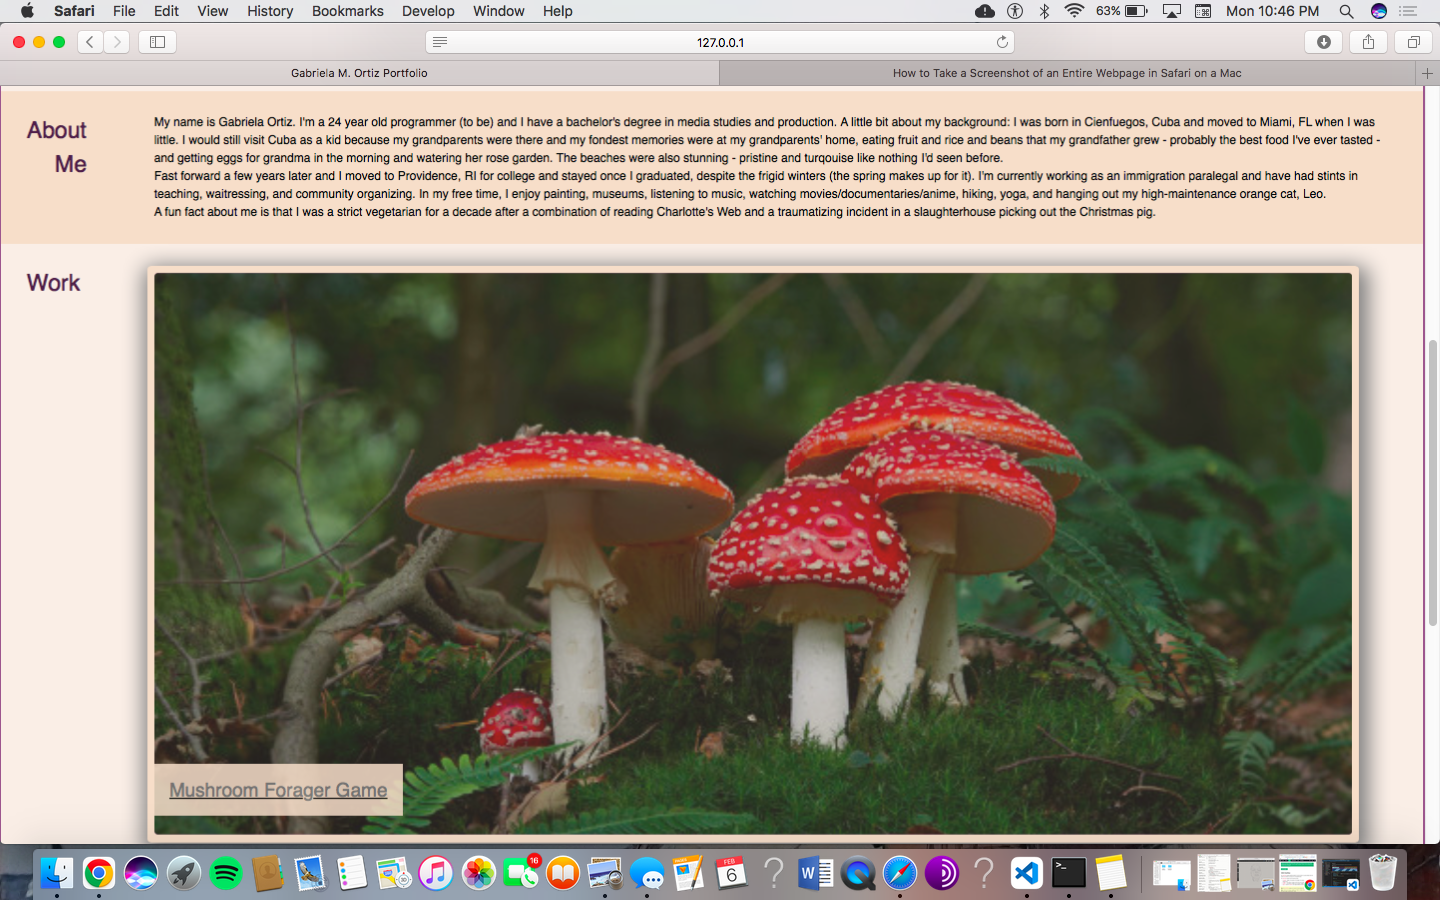 Safari File Edit View History Bookmarks Develop Window Help 63% Mon 10:46 PM
127.0.0.1
Gabriela M. Ortiz Portfolio
How to Take a Screenshot of an Entire Webpage in Safari on a Mac
About
Me
My name is Gabriela Ortiz. I'm a 24 year old programmer (to be) and I have a bachelor's degree in media studies and production. A little bit about my background: I was born in Cienfuegos, Cuba and moved to Miami, FL when I was
little. I would still visit Cuba as a kid because my grandparents were there and my fondest memories were at my grandparents' home, eating fruit and rice and beans that my grandfather grew - probably the best food I've ever tasted -
and getting eggs for grandma in the morning and watering her rose garden. The beaches were also stunning - pristine and turqouise like nothing I'd seen before.
Fast forward a few years later and I moved to Providence, RI for college and stayed once I graduated, despite the frigid winters (the spring makes up for it). I'm currently working as an immigration paralegal and have had stints in
teaching, waitressing, and community organizing. In my free time, I enjoy painting, museums, listening to music, watching movies/documentaries/anime, hiking, yoga, and hanging out my high-maintenance orange cat, Leo.
A fun fact about me is that I was a strict vegetarian for a decade after a combination of reading Charlotte's Web and a traumatizing incident in a slaughterhouse picking out the Christmas pig.
Work
Mushroom Forager Game
16
FEB
6